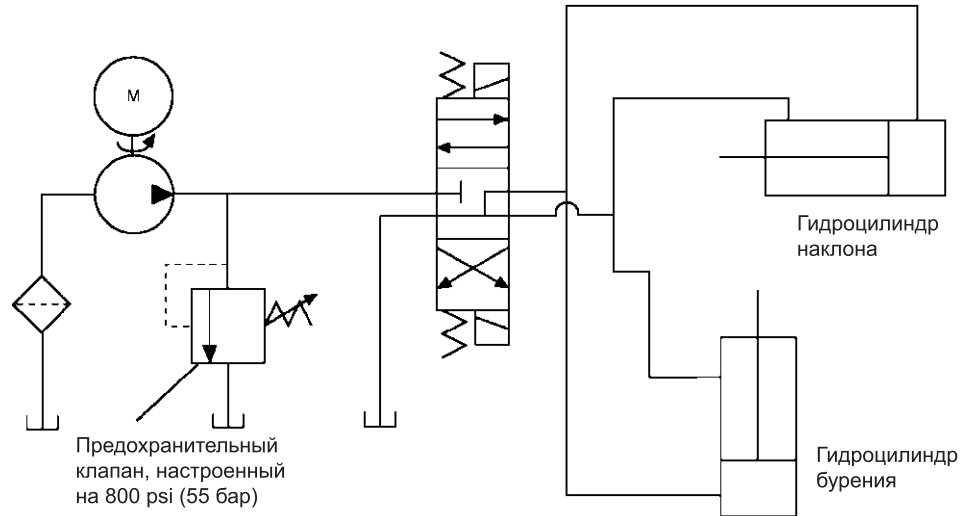 М
Гидроцилиндр
наклона
Предохранительный
клапан, настроенный
на 800 psi (55 бар)
Гидроцилиндр
бурения